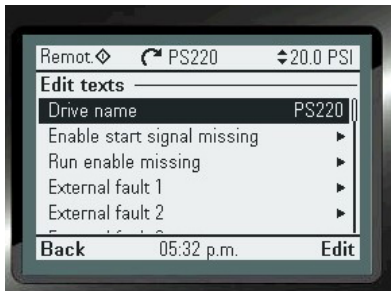 Remot. PS220 20.0 PSI
Edit texts
Drive name PS220
Enable start signal missing
Run enable missing
External fault 1
External fault 2
Back 05:32 p.m. Edit